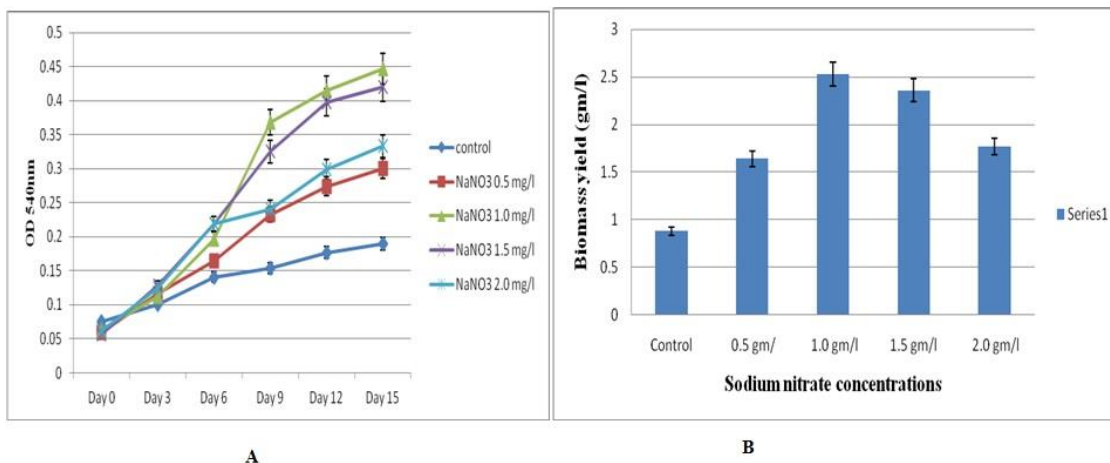 0.5
0.45
0.4
0.35
0.3
0.25
0.2
0.15
0.1
0.05
0
OD 540nm
Day 0 Day 3 Day 6 Day 9 Day 12 Day 15
control
NaNO3 0.5 mg/l
NaNO3 1.0 mg/l
NaNO3 1.5 mg/l
NaNO3 2.0 mg/l
A
3
2.5
2
1.5
1
0.5
0
Biomass yield (gm/l)
Control 0.5 gm/ 1.0 gm/l 1.5 gm/l 2.0 gm/l
Sodium nitrate concentrations
Series1
B